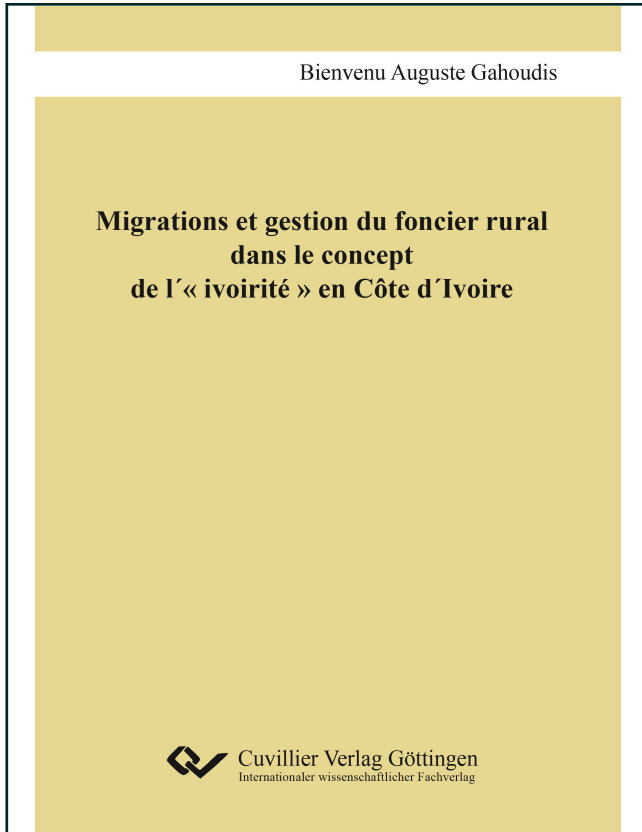 Bienvenu Auguste Gahoudis
Migrations et gestion du foncier rural
dans le concept
de l´« ivoirité » en Côte d´Ivoire
Cuvillier Verlag Göttingen
Internationaler wissenschaftlicher Fachverlag